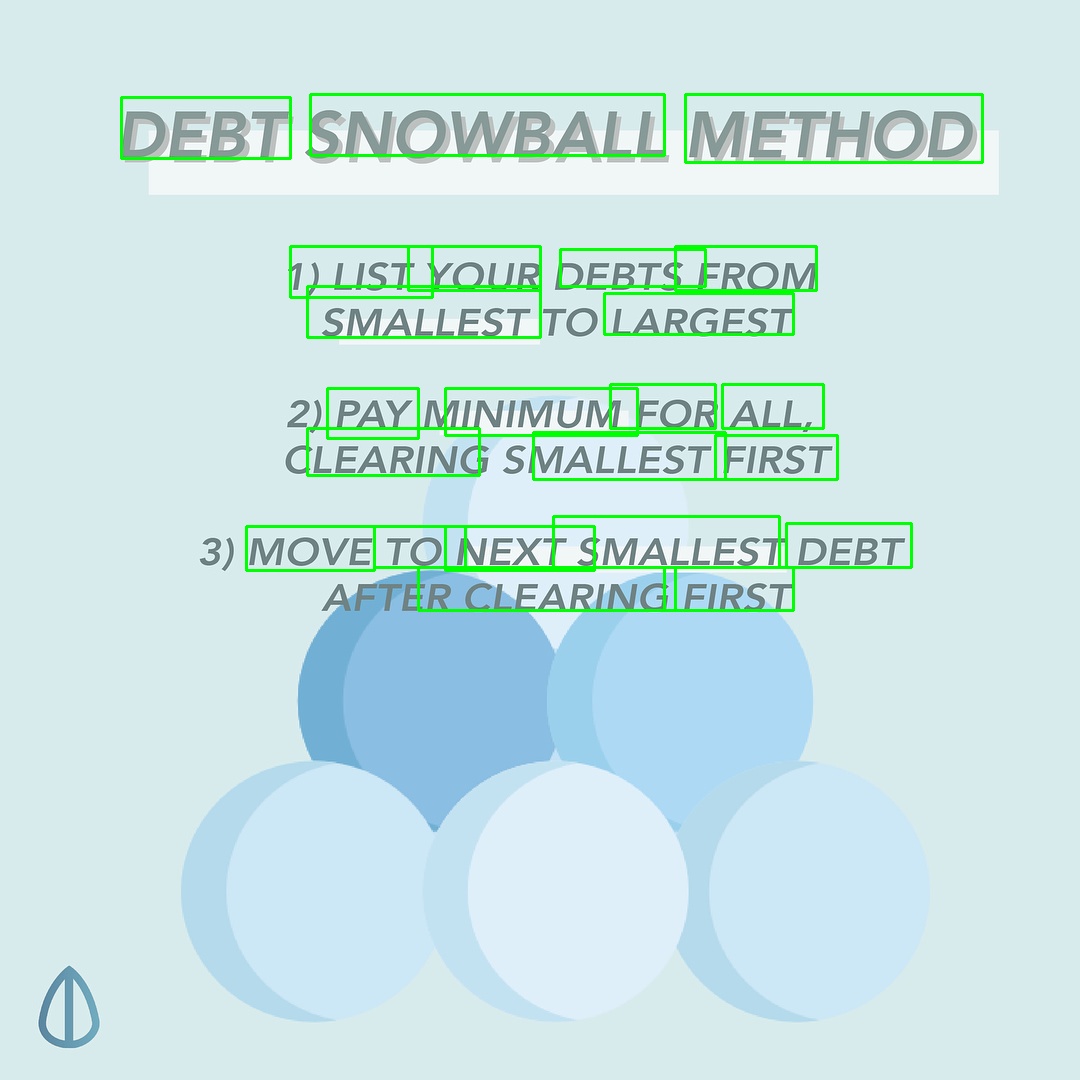 DEBT SNOWBALL METHOD
1) LIST YOUR DEBTS FROM
SMALLEST TO LARGEST
2) PAY MINIMUM FOR ALL,
CLEARING SMALLEST FIRST
3) MOVE TO NEXT SMALLEST DEBT
AFTER CLEARING FIRST